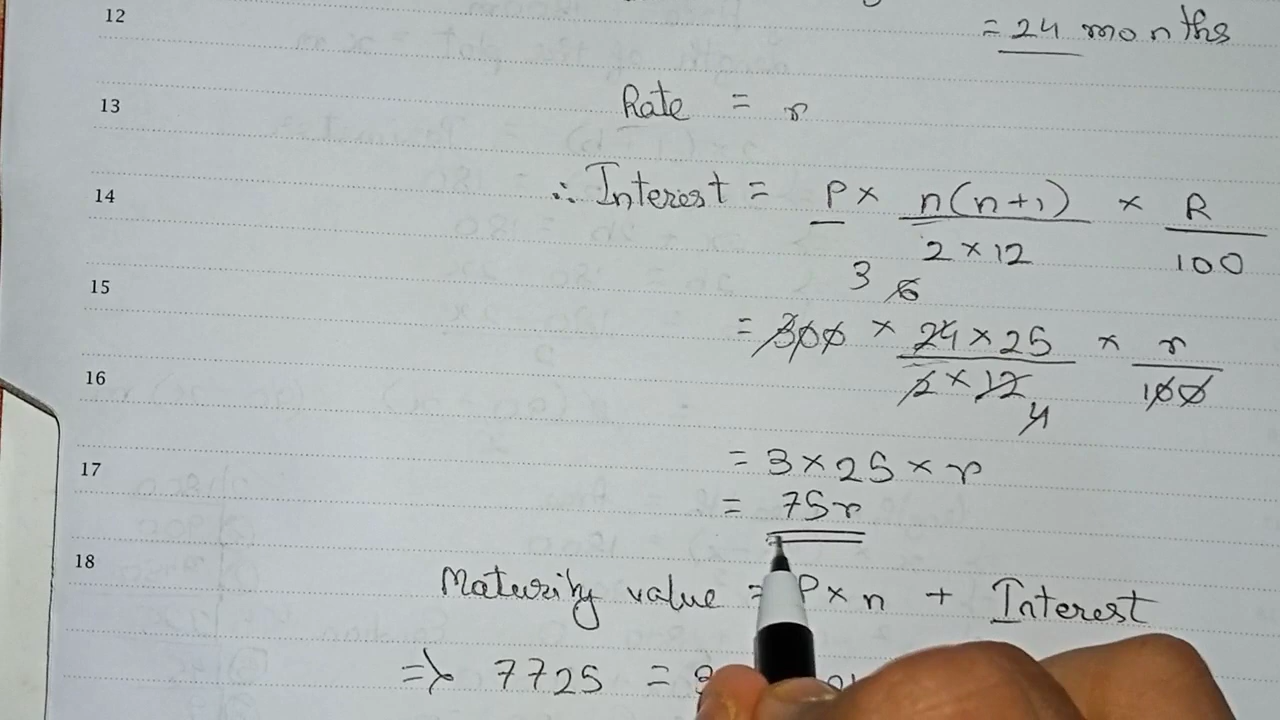 12
= 24 months
13
Rate = r
14
∴ Interest = P × n(n+1) × R
2 × 12 100
15
3 6
= 300 × 24 × 25 × r
2 × 12 100
16
4
17
= 3 × 25 × r
= 75r
18
Maturity value = P × n + Interest
=> 7725 =